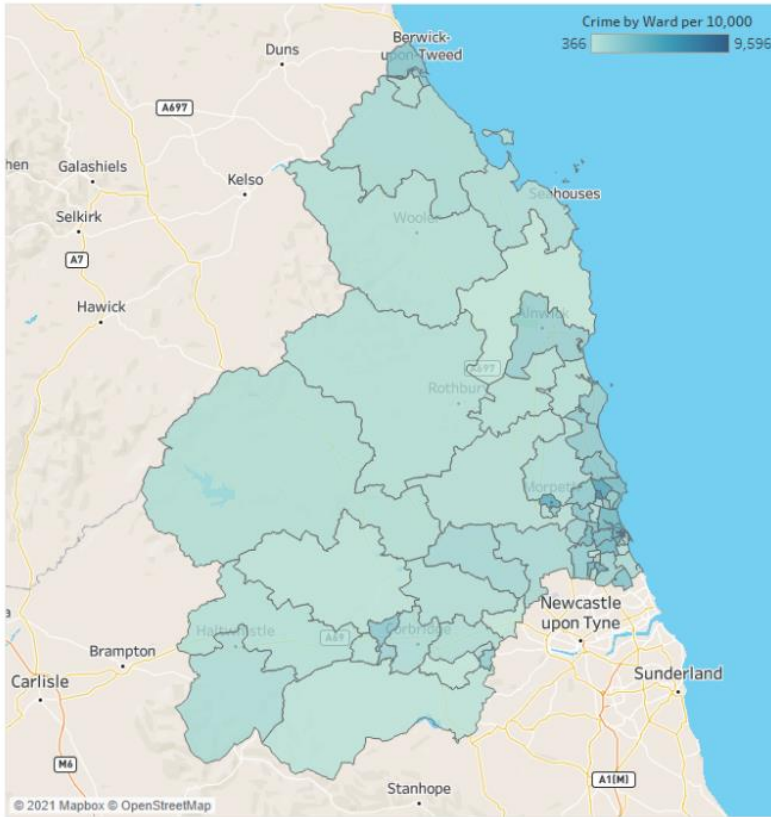 Crime by Ward per 10,000
366
9,596
Berwick-
upon-Tweed
Duns
A697
hen
Galashiels
Kelso
Seahouses
Wooler
Selkirk
A7
Hawick
Alnwick
A697
Rothbury
Morpeth
Newcastle
upon Tyne
Haltwhistle
A69
Corbridge
Brampton
Sunderland
Carlisle
M6
Stanhope
A1(M)
© 2021 Mapbox © OpenStreetMap